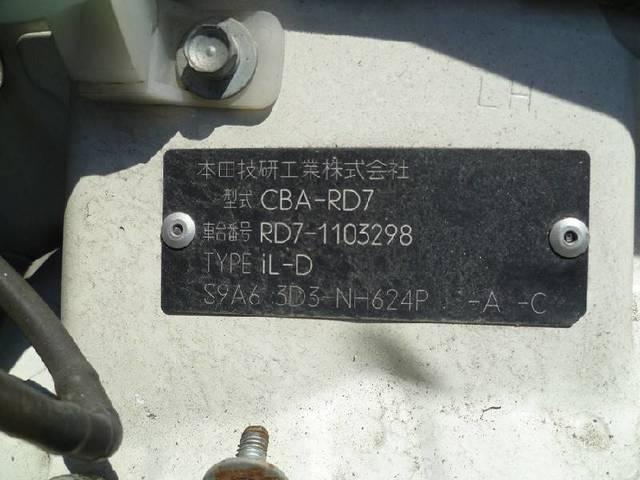 LH
本田技研工業株式会社
型式 CBA-RD7
車台番号 RD7-1103298
TYPE iL-D
S9A6 3D3-NH624P -A -C